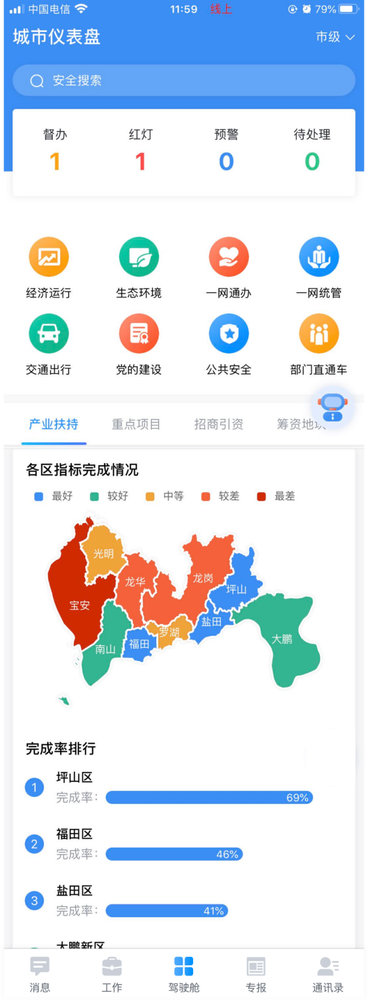 中国电信 11:59 线上 79%
城市仪表盘 市级
安全搜索
督办 红灯 预警 待处理
1 1 0 0
经济运行 生态环境 一网通办 一网统管
交通出行 党的建设 公共安全 部门直通车
产业扶持 重点项目 招商引资 筹资地块
各区指标完成情况
最好 较好 中等 较差 最差
光明
龙华
龙岗
坪山
宝安
盐田
罗湖
大鹏
福田
南山
完成率排行
坪山区
1
完成率: 69%
福田区
2
完成率: 46%
盐田区
3
完成率: 41%
大鹏新区
消息 工作 驾驶舱 专报 通讯录